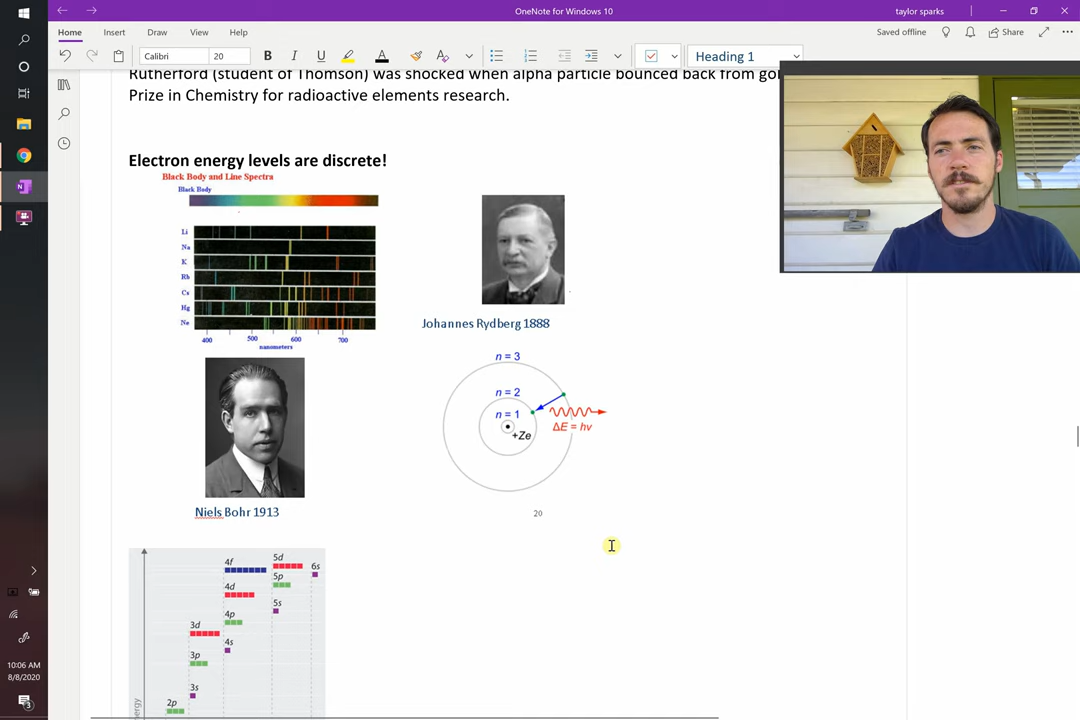 OneNote for Windows 10
taylor sparks
Home
Insert
Draw
View
Help
Saved offline
Share
Calibri
20
B
I
U
A
Heading 1
Rutherford (student of Thomson) was shocked when alpha particle bounced back from
Prize in Chemistry for radioactive elements research.
Electron energy levels are discrete!
Black Body and Line Spectra
Black Body
Li
Na
K
Rb
Cs
Hg
Ne
400 500 600 700
nanometers
Johannes Rydberg 1888
n = 3
n = 2
n = 1
+Ze
ΔE = hv
Niels Bohr 1913
20
4f
5d
6s
5p
4d
5s
4p
3d
4s
3p
3s
2p
10:06 AM
8/8/2020
3